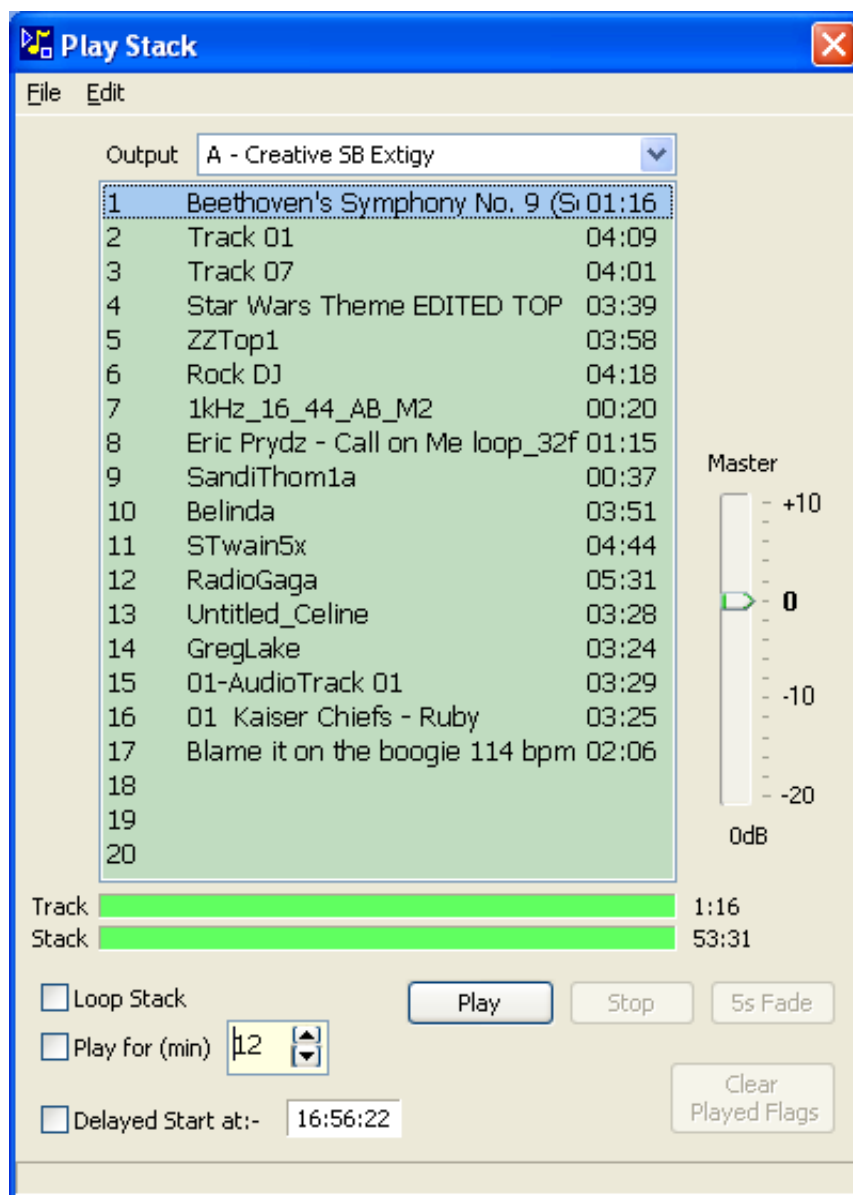 Play Stack
File Edit
Output A - Creative SB Extigy
1 Beethoven's Symphony No. 9 (S 01:16
2 Track 01 04:09
3 Track 07 04:01
4 Star Wars Theme EDITED TOP 03:39
5 ZZTop1 03:58
6 Rock DJ 04:18
7 1kHz_16_44_AB_M2 00:20
8 Eric Prydz - Call on Me loop_32f 01:15
9 SandiThom1a 00:37
10 Belinda 03:51
11 STwain5x 04:44
12 RadioGaga 05:31
13 Untitled_Celine 03:28
14 GregLake 03:24
15 01-AudioTrack 01 03:29
16 01 Kaiser Chiefs - Ruby 03:25
17 Blame it on the boogie 114 bpm 02:06
18
19
20
Master
+10
0
-10
-20
0dB
Track 1:16
Stack 53:31
Loop Stack
Play Stop 5s Fade
Play for (min) 12
Clear
Played Flags
Delayed Start at:- 16:56:22